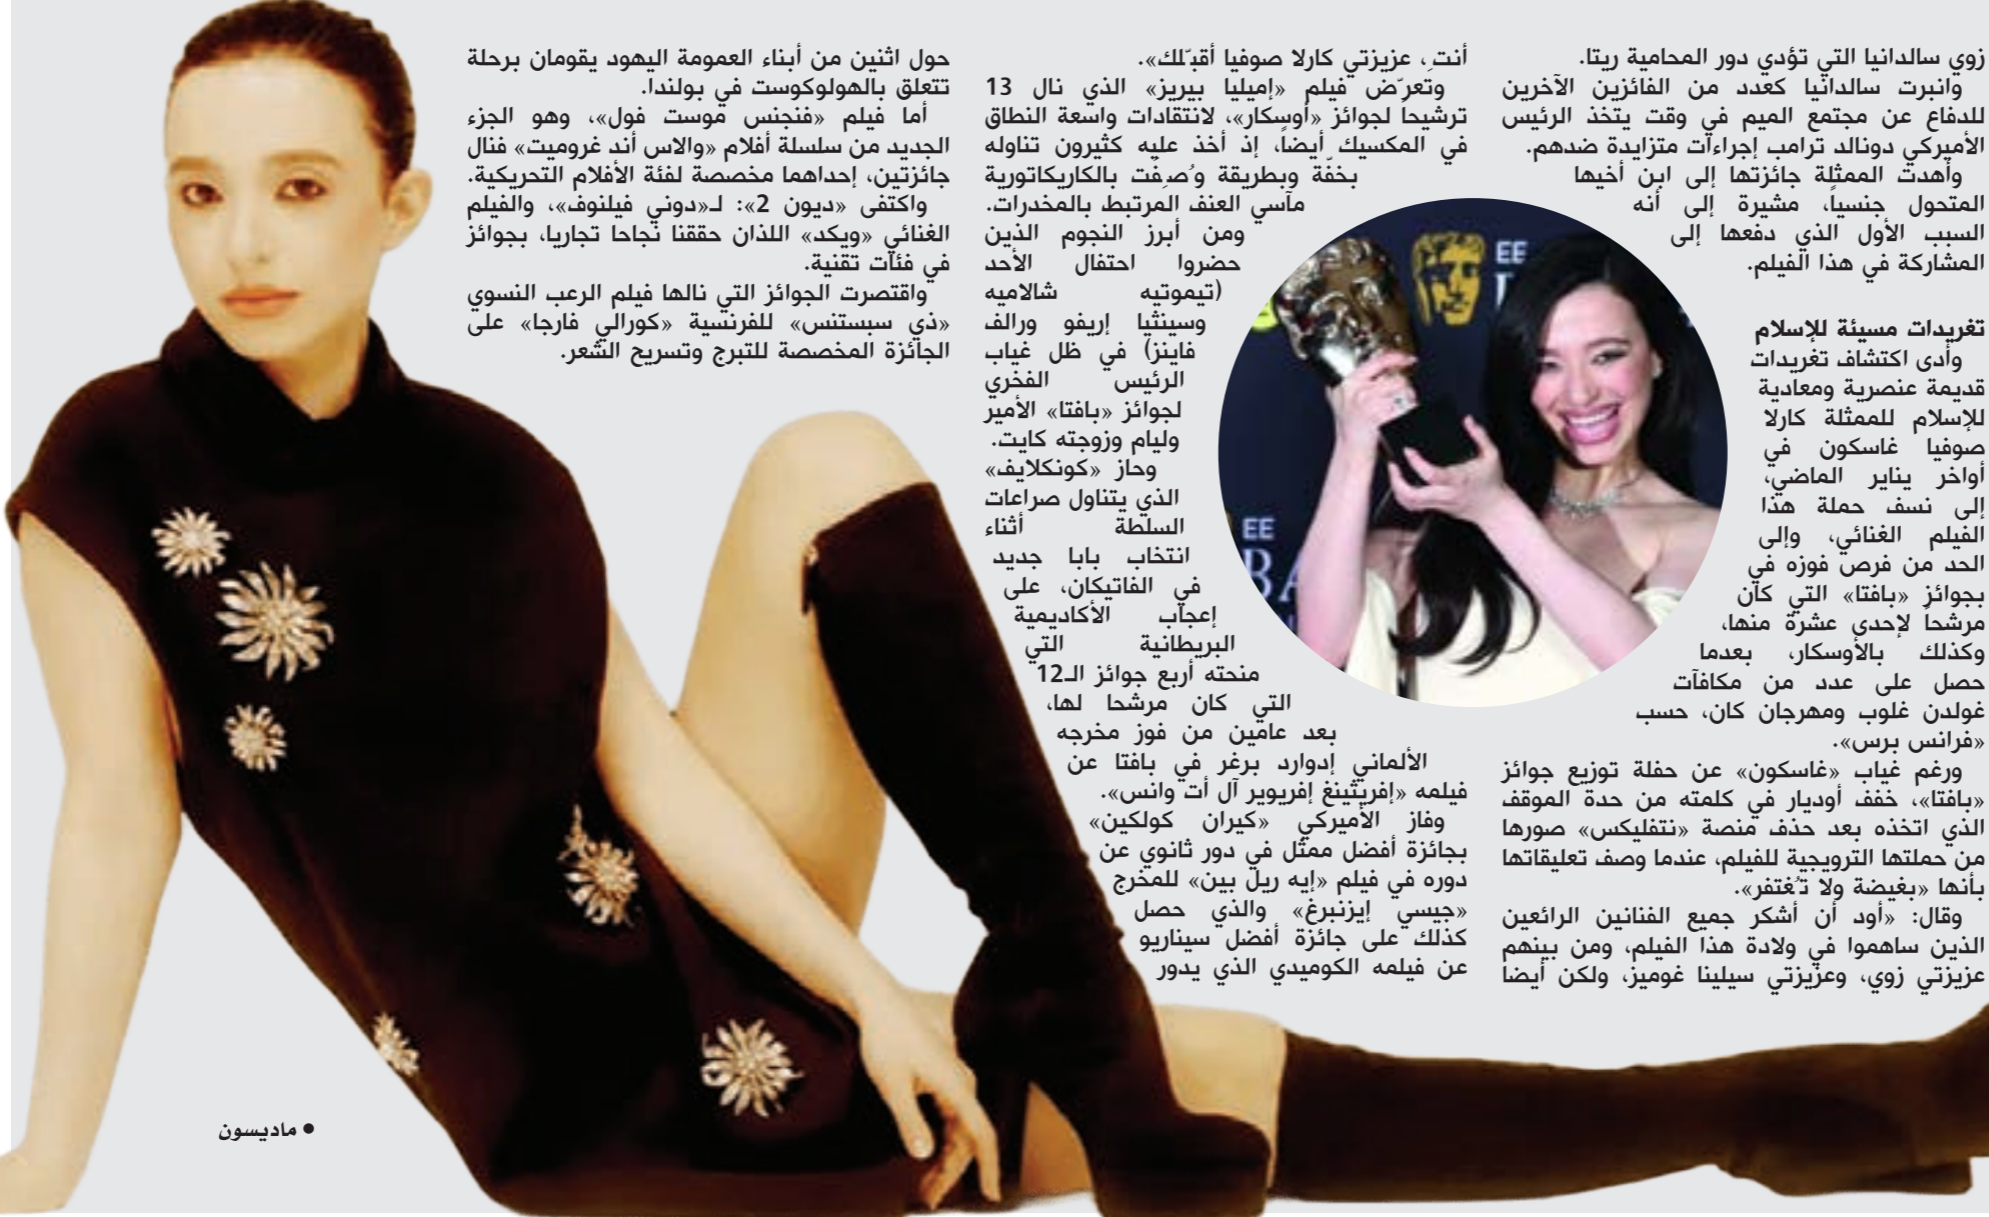 زوي سالدانيا التي تؤدي دور المحامية ريتا.
وانبرت سالدانيا كعدد من الفائزين الآخرين
للدفاع عن مجتمع الميم في وقت يتخذ الرئيس
الأميركي دونالد ترامب إجراءات متزايدة ضدهم.
وأهدت الممثلة جائزتها إلى ابن أخيها
المتحول جنسياً، مشيرة إلى أنه
السبب الأول الذي دفعها إلى
المشاركة في هذا الفيلم.
تغريدات مسيئة للإسلام
وأدى اكتشاف تغريدات
قديمة عنصرية ومعادية
للإسلام للممثلة كارلا
صوفيا غاسكون في
أواخر يناير الماضي،
إلى نسف حملة هذا
الفيلم الغنائي، وإلى
الحد من فرص فوزه في
بجوائز «بافتا» التي كان
مرشحاً لإحدى عشرة منها،
وكذلك بالأوسكار، بعدما
حصل على عدد من مكافآت
غولدن غلوب ومهرجان كان، حسب
«فرانس برس».
ورغم غياب «غاسكون» عن حفلة توزيع جوائز
«بافتا»، خفف أوديار في كلمته من حدة الموقف
الذي اتخذه بعد حذف منصة «نتفليكس» صورها
من حملتها الترويجية للفيلم، عندما وصف تعليقاتها
بأنها «بغيضة ولا تُغتفر».
وقال: «أود أن أشكر جميع الفنانين الرائعين
الذين ساهموا في ولادة هذا الفيلم، ومن بينهم
عزيزتي زوي، وعزيزتي سيلينا غوميز، ولكن أيضا
أنتِ، عزيزتي كارلا صوفيا أقبّلك».
وتعرّض فيلم «إميليا بيريز» الذي نال 13
ترشيحاً لجوائز «أوسكار»، لانتقادات واسعة النطاق
في المكسيك أيضاً، إذ أخذ عليه كثيرون تناوله
بخفّة وبطريقة وُصِفت بالكاريكاتورية
مآسي العنف المرتبط بالمخدرات.
ومن أبرز النجوم الذين
حضروا احتفال الأحد
(تيموتيه شالاميه
وسينثيا إريفو ورالف
فاينز) في ظل غياب
الرئيس الفخري
لجوائز «بافتا» الأمير
وليام وزوجته كايت.
وحاز «كونكلايف»
الذي يتناول صراعات
السلطة أثناء
انتخاب بابا جديد
في الفاتيكان، على
إعجاب الأكاديمية
البريطانية التي
منحته أربع جوائز الـ12
التي كان مرشحا لها،
بعد عامين من فوز مخرجه
الألماني إدوارد برغر في بافتا عن
فيلمه «إفريثينغ إفريوير آل أت وانس».
وفاز الأميركي «كيران كولكين»
بجائزة أفضل ممثل في دور ثانوي عن
دوره في فيلم «إيه ريل بين» للمخرج
«جيسي إيزنبرغ» والذي حصل
كذلك على جائزة أفضل سيناريو
عن فيلمه الكوميدي الذي يدور
حول اثنين من أبناء العمومة اليهود يقومان برحلة
تتعلق بالهولوكوست في بولندا.
أما فيلم «فنجنس موست فول»، وهو الجزء
الجديد من سلسلة أفلام «والاس أند غروميت» فنال
جائزتين، إحداهما مخصصة لفئة الأفلام التحريكية.
واكتفى «ديون 2»: لـ«دوني فيلنوف»، والفيلم
الغنائي «ويكد» اللذان حققنا نجاحا تجاريا، بجوائز
في فئات تقنية.
واقتصرت الجوائز التي نالها فيلم الرعب النسوي
«ذي سبستنس» للفرنسية «كورالي فارجا» على
الجائزة المخصصة للتبرج وتسريح الشعر.
EE
EE
BA
● ماديسون